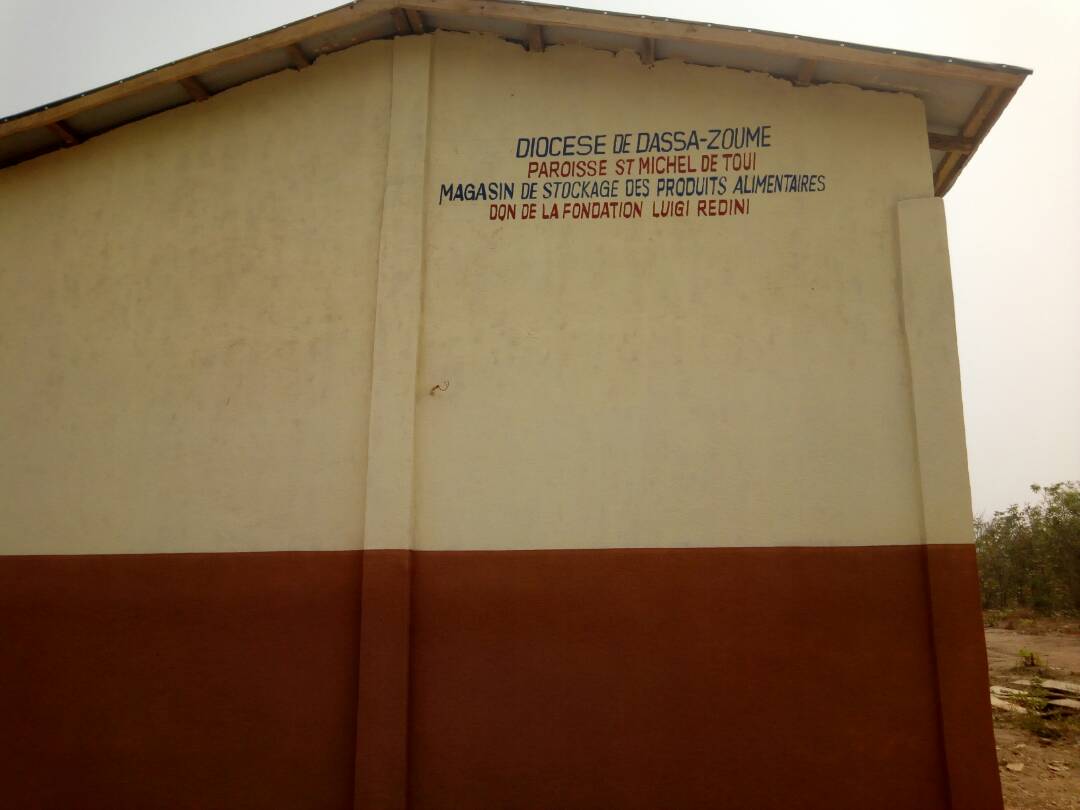 DIOCESE DE DASSA-ZOUME
PAROISSE ST MICHEL DE TOUI
MAGASIN DE STOCKAGE DES PRODUITS ALIMENTAIRES
DON DE LA FONDATION LUIGI REDINI